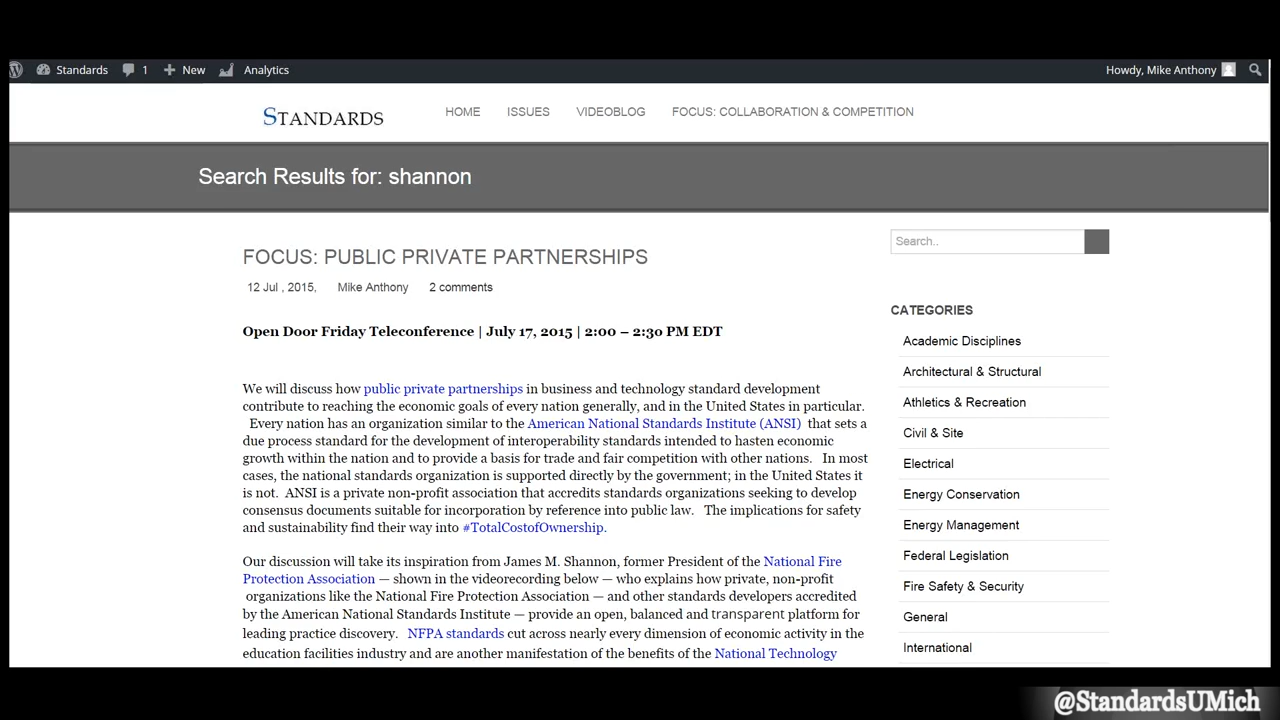 Standards 1 New Analytics Howdy, Mike Anthony
STANDARDS HOME ISSUES VIDEOBLOG FOCUS: COLLABORATION & COMPETITION
Search Results for: shannon
FOCUS: PUBLIC PRIVATE PARTNERSHIPS
12 Jul , 2015, Mike Anthony 2 comments
Open Door Friday Teleconference | July 17, 2015 | 2:00 – 2:30 PM EDT
We will discuss how public private partnerships in business and technology standard development
contribute to reaching the economic goals of every nation generally, and in the United States in particular.
Every nation has an organization similar to the American National Standards Institute (ANSI) that sets a
due process standard for the development of interoperability standards intended to hasten economic
growth within the nation and to provide a basis for trade and fair competition with other nations. In most
cases, the national standards organization is supported directly by the government; in the United States it
is not. ANSI is a private non-profit association that accredits standards organizations seeking to develop
consensus documents suitable for incorporation by reference into public law. The implications for safety
and sustainability find their way into #TotalCostofOwnership.
Our discussion will take its inspiration from James M. Shannon, former President of the National Fire
Protection Association — shown in the videorecording below — who explains how private, non-profit
organizations like the National Fire Protection Association — and other standards developers accredited
by the American National Standards Institute — provide an open, balanced and transparent platform for
leading practice discovery. NFPA standards cut across nearly every dimension of economic activity in the
education facilities industry and are another manifestation of the benefits of the National Technology
Search..
CATEGORIES
Academic Disciplines
Architectural & Structural
Athletics & Recreation
Civil & Site
Electrical
Energy Conservation
Energy Management
Federal Legislation
Fire Safety & Security
General
International
@StandardsUMich